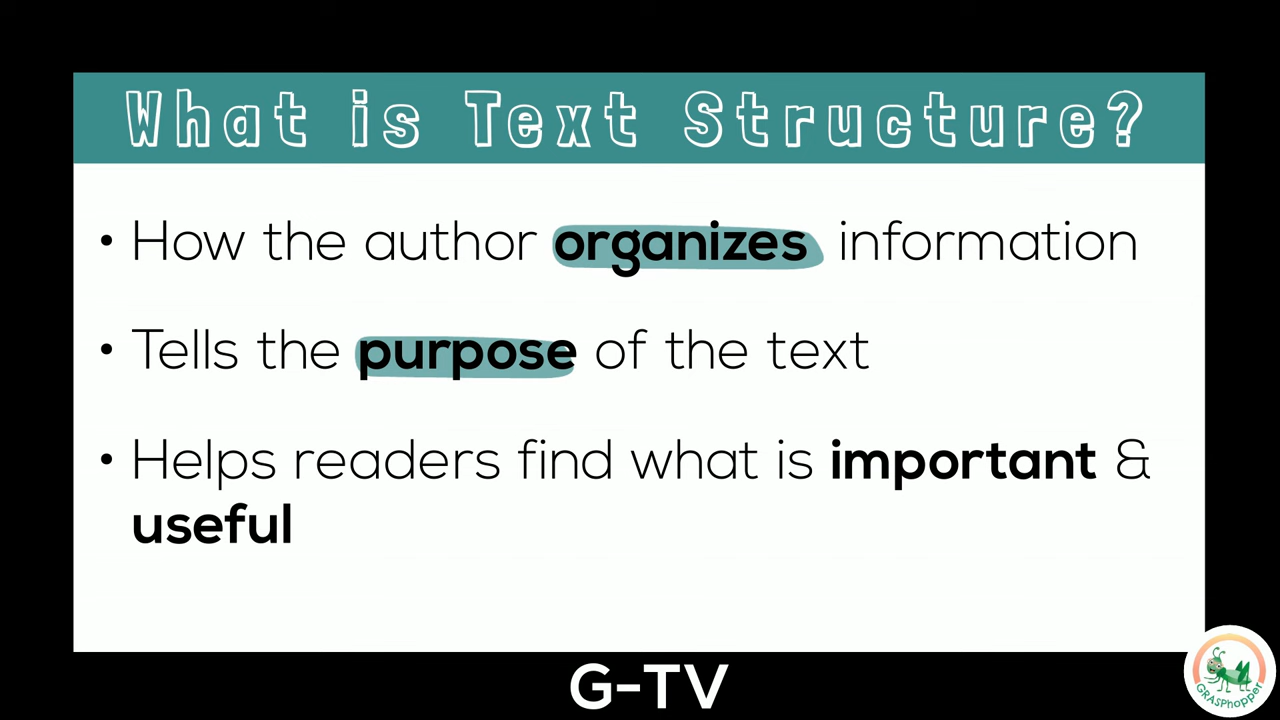 What is Text Structure?
• How the author organizes information
• Tells the purpose of the text
• Helps readers find what is important &
useful
G-TV
GRASPhopper